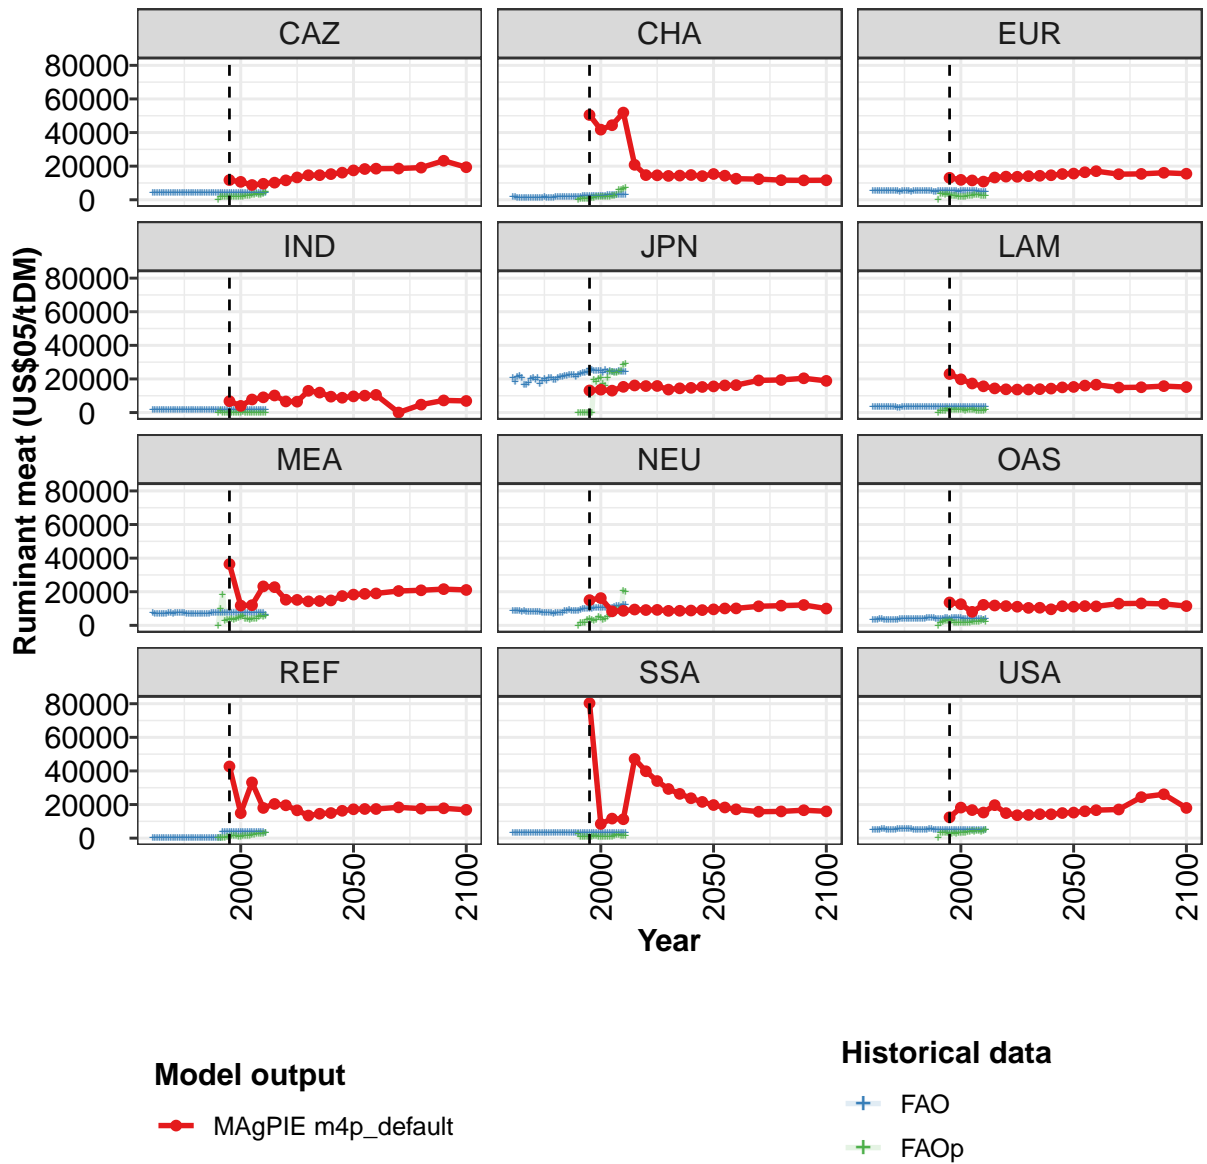 CAZ CHA EUR
80000
60000
40000
20000
0
IND JPN LAM
80000
60000
40000
20000
0
MEA NEU OAS
80000
60000
40000
20000
0
REF SSA USA
80000
60000
40000
20000
0
Ruminant meat (US$05/tDM)
2000 2050 2100 2000 2050 2100 2000 2050 2100
Year
Model output
MAgPIE m4p_default
Historical data
FAO
FAOp